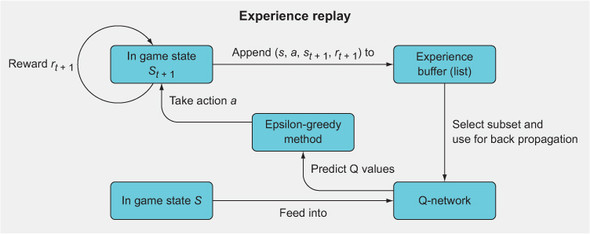 Experience replay
Reward r_{t + 1}
In game state
S_{t + 1}
Append (s, a, s_{t + 1}, r_{t + 1}) to
Experience
buffer (list)
Take action a
Epsilon-greedy
method
Select subset and
use for back propagation
Predict Q values
In game state S
Feed into
Q-network